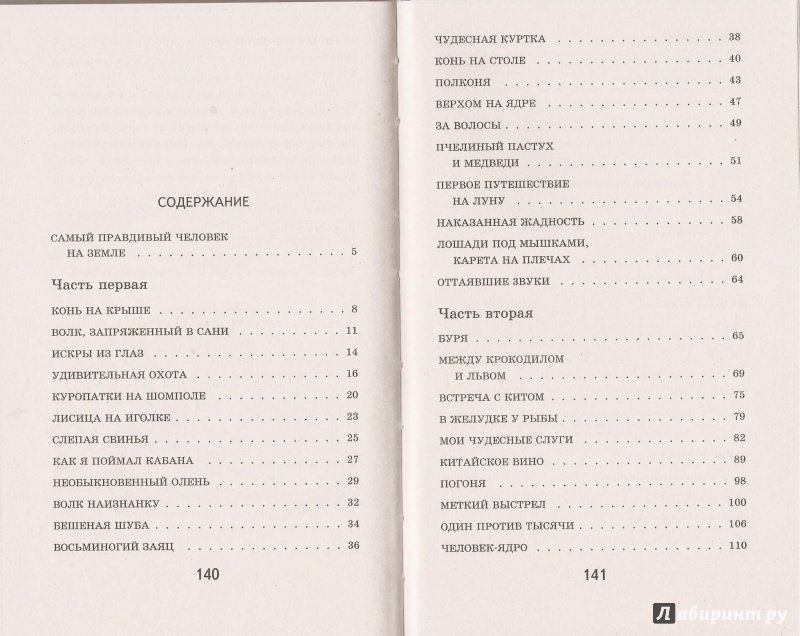 СОДЕРЖАНИЕ
САМЫЙ ПРАВДИВЫЙ ЧЕЛОВЕК
НА ЗЕМЛЕ . . . . . . . . . . . . . . . . . . . . 5
Часть первая
КОНЬ НА КРЫШЕ . . . . . . . . . . . . . . . . . 8
ВОЛК, ЗАПРЯЖЕННЫЙ В САНИ . . . . . . . . . . 11
ИСКРЫ ИЗ ГЛАЗ . . . . . . . . . . . . . . . . . 14
УДИВИТЕЛЬНАЯ ОХОТА . . . . . . . . . . . . . . 16
КУРОПАТКИ НА ШОМПОЛЕ . . . . . . . . . . . . 20
ЛИСИЦА НА ИГОЛКЕ . . . . . . . . . . . . . . . 23
СЛЕПАЯ СВИНЬЯ . . . . . . . . . . . . . . . . . 25
КАК Я ПОЙМАЛ КАБАНА . . . . . . . . . . . . . 27
НЕОБЫКНОВЕННЫЙ ОЛЕНЬ . . . . . . . . . . . . 29
ВОЛК НАИЗНАНКУ . . . . . . . . . . . . . . . . 32
БЕШЕНАЯ ШУБА . . . . . . . . . . . . . . . . . 34
ВОСЬМИНОГИЙ ЗАЯЦ . . . . . . . . . . . . . . 36
140
ЧУДЕСНАЯ КУРТКА . . . . . . . . . . . . . . . 38
КОНЬ НА СТОЛЕ . . . . . . . . . . . . . . . . . 40
ПОЛКОНЯ . . . . . . . . . . . . . . . . . . . . 43
ВЕРХОМ НА ЯДРЕ . . . . . . . . . . . . . . . . 47
ЗА ВОЛОСЫ . . . . . . . . . . . . . . . . . . . 49
ПЧЕЛИНЫЙ ПАСТУХ
И МЕДВЕДИ . . . . . . . . . . . . . . . . . 51
ПЕРВОЕ ПУТЕШЕСТВИЕ
НА ЛУНУ . . . . . . . . . . . . . . . . . . 54
НАКАЗАННАЯ ЖАДНОСТЬ . . . . . . . . . . . . 58
ЛОШАДИ ПОД МЫШКАМИ,
КАРЕТА НА ПЛЕЧАХ . . . . . . . . . . . . . 60
ОТТАЯВШИЕ ЗВУКИ . . . . . . . . . . . . . . . 64
Часть вторая
БУРЯ . . . . . . . . . . . . . . . . . . . . . . 65
МЕЖДУ КРОКОДИЛОМ
И ЛЬВОМ . . . . . . . . . . . . . . . . . . 69
ВСТРЕЧА С КИТОМ . . . . . . . . . . . . . . . 75
В ЖЕЛУДКЕ У РЫБЫ . . . . . . . . . . . . . . . 79
МОИ ЧУДЕСНЫЕ СЛУГИ . . . . . . . . . . . . . 82
КИТАЙСКОЕ ВИНО . . . . . . . . . . . . . . . 89
ПОГОНЯ . . . . . . . . . . . . . . . . . . . . 98
МЕТКИЙ ВЫСТРЕЛ . . . . . . . . . . . . . . . 100
ОДИН ПРОТИВ ТЫСЯЧИ . . . . . . . . . . . . . 106
ЧЕЛОВЕК-ЯДРО . . . . . . . . . . . . . . . . 110
141
Лабиринт.ру